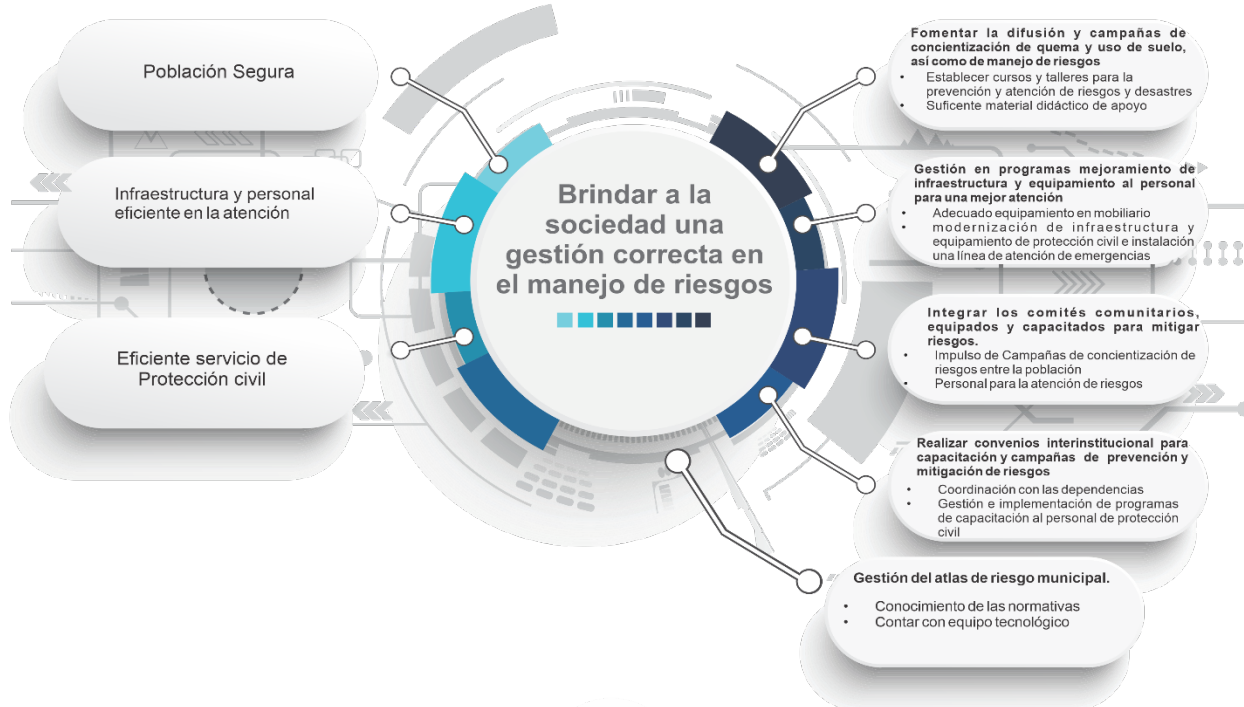 Población Segura
Infraestructura y personal
eficiente en la atención
Eficiente servicio de
Protección civil
Brindar a la
sociedad una
gestión correcta en
el manejo de riesgos
Fomentar la difusión y campañas de
concientización de quema y uso de suelo,
así como de manejo de riesgos
• Establecer cursos y talleres para la
prevención y atención de riesgos y desastres
• Suficente material didáctico de apoyo
Gestión en programas mejoramiento de
infraestructura y equipamiento al personal
para una mejor atención
• Adecuado equipamiento en mobiliario
• modernización de infraestructura y
equipamiento de protección civil e instalación
una línea de atención de emergencias
Integrar los comités comunitarios,
equipados y capacitados para mitigar
riesgos.
• Impulso de Campañas de concientización de
riesgos entre la población
• Personal para la atención de riesgos
Realizar convenios interinstitucional para
capacitación y campañas de prevención y
mitigación de riesgos
• Coordinación con las dependencias
• Gestión e implementación de programas
de capacitación al personal de protección
civil
Gestión del atlas de riesgo municipal.
• Conocimiento de las normativas
• Contar con equipo tecnológico